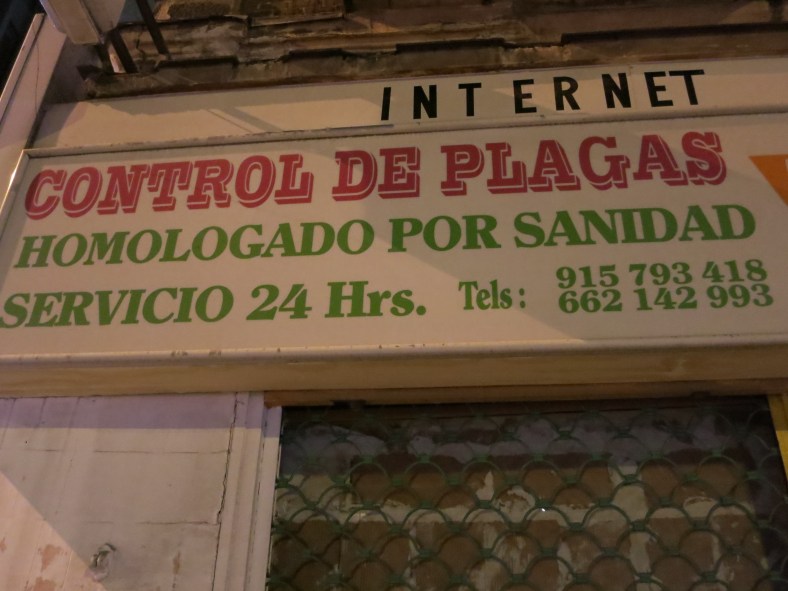 INTERNET
CONTROL DE PLAGAS
HOMOLOGADO POR SANIDAD
SERVICIO 24 Hrs. Tels: 915 793 418
662 142 993